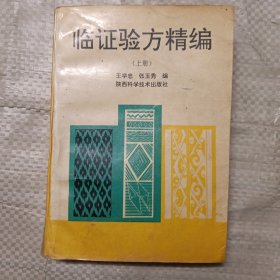 临证验方精编
（上册）
王学忠 张玉秀 编
陕西科学技术出版社